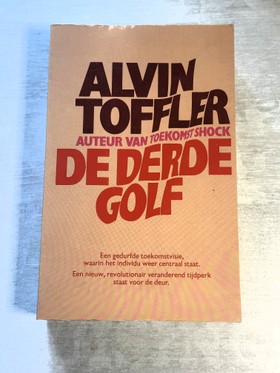 ALVIN
TOFFLER
AUTEUR VAN TOEKOMST SHOCK
DE DERDE
GOLF
Een gedurfde toekomstvisie,
waarin het individu weer centraal staat.
Een nieuw, revolutionair veranderend tijdperk
staat voor de deur.